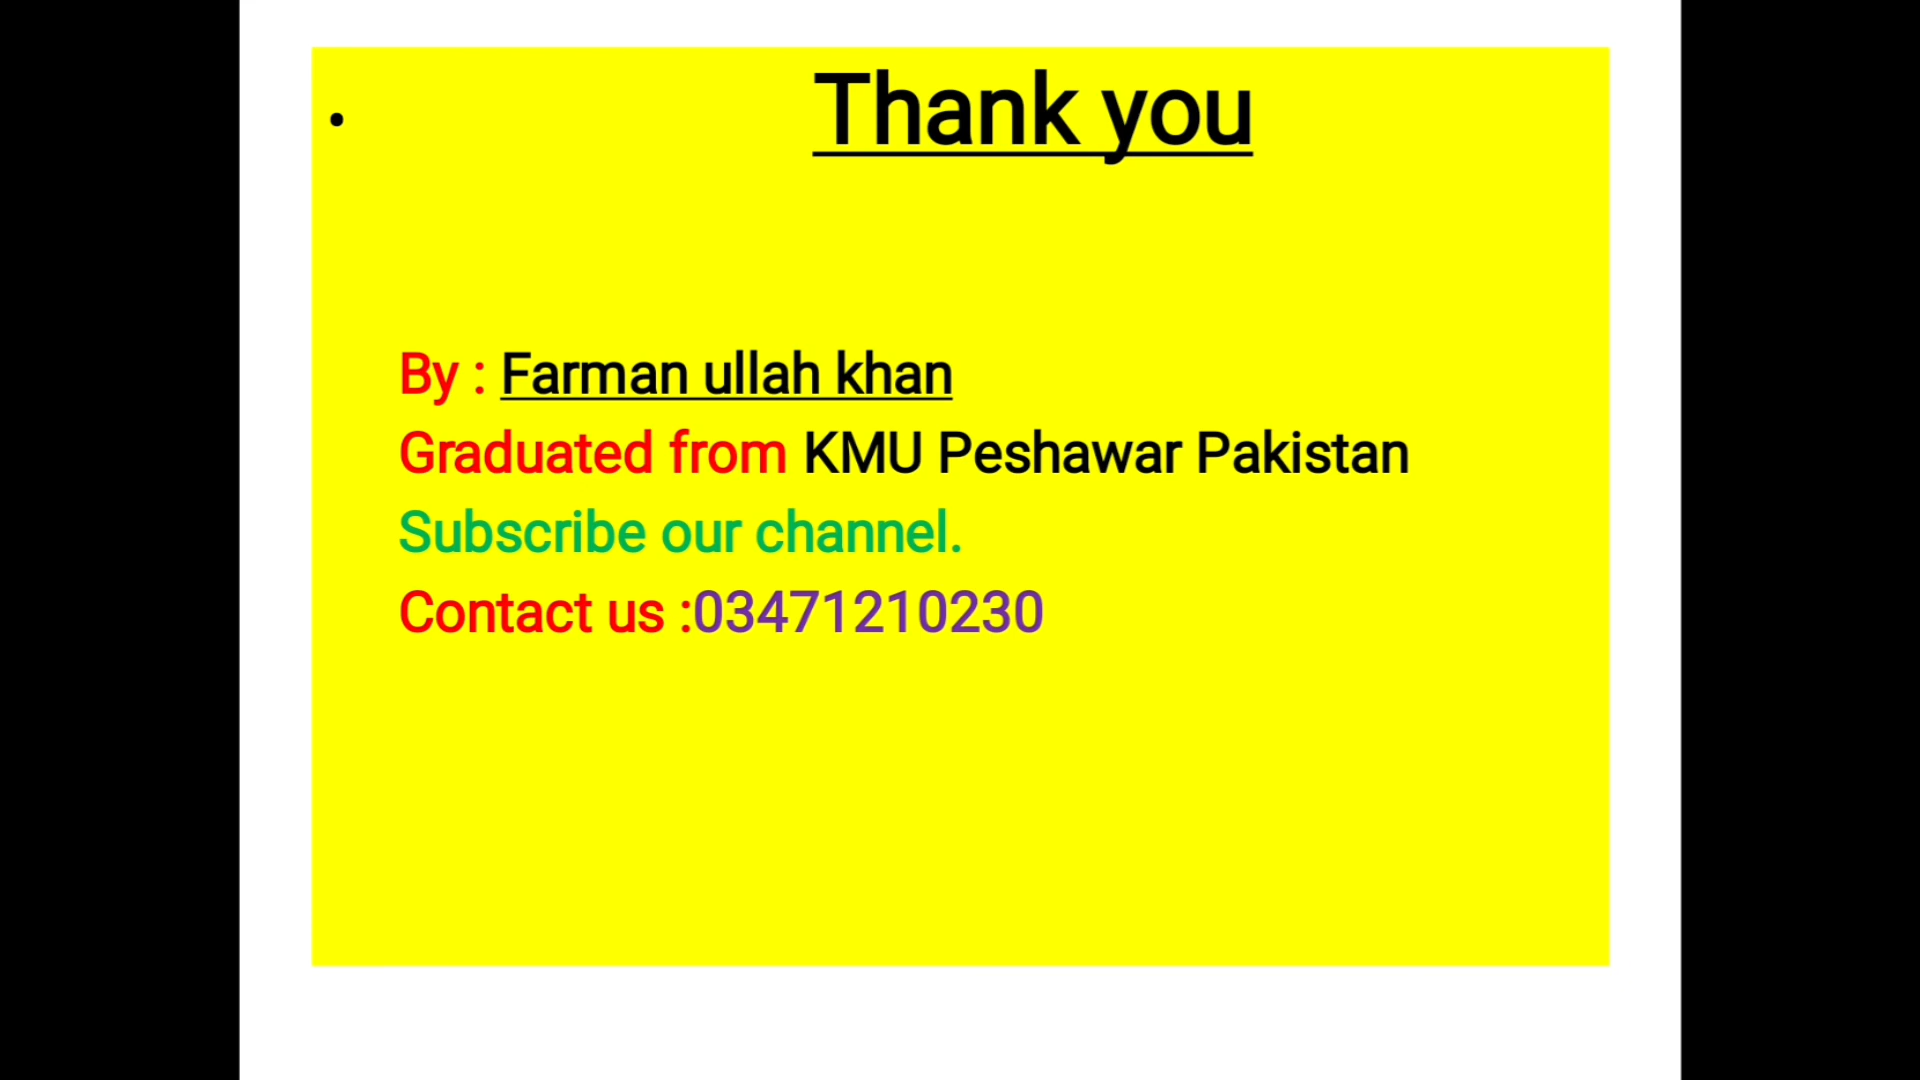 • Thank you
By : Farman ullah khan
Graduated from KMU Peshawar Pakistan
Subscribe our channel.
Contact us :03471210230